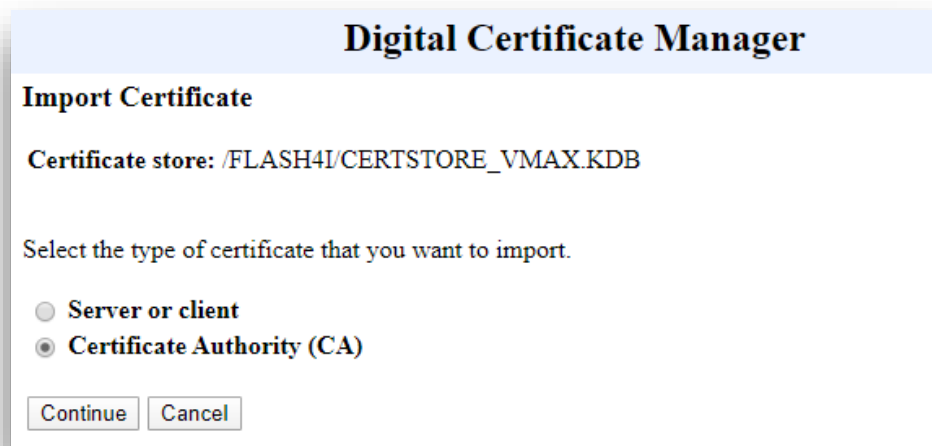 Digital Certificate Manager
Import Certificate
Certificate store: /FLASH4I/CERTSTORE_VMAX.KDB
Select the type of certificate that you want to import.
Server or client
Certificate Authority (CA)
Continue Cancel